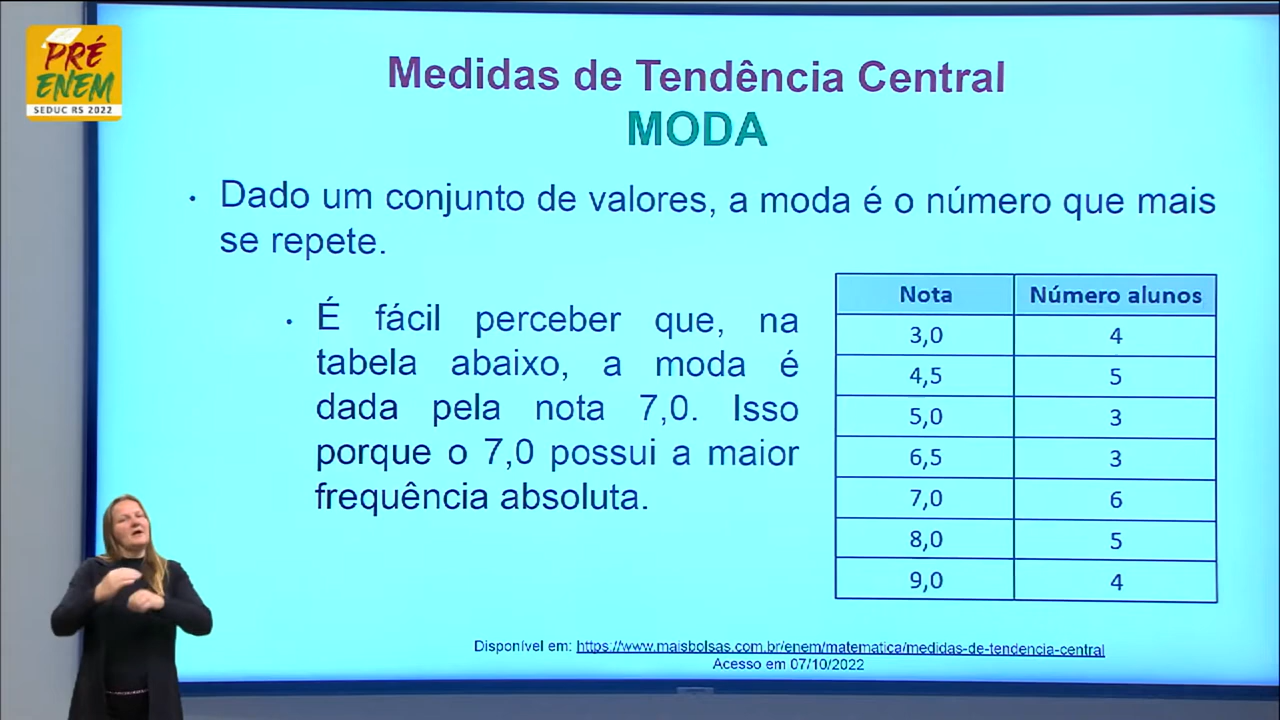 PRÉ
ENEM
SEDUC RS 2022
Medidas de Tendência Central
MODA
• Dado um conjunto de valores, a moda é o número que mais
se repete.
• É fácil perceber que, na
tabela abaixo, a moda é
dada pela nota 7,0. Isso
porque o 7,0 possui a maior
frequência absoluta.
Nota Número alunos
3,0 4
4,5 5
5,0 3
6,5 3
7,0 6
8,0 5
9,0 4
Disponível em: https://www.maisbolsas.com.br/enem/matematica/medidas-de-tendencia-central
Acesso em 07/10/2022